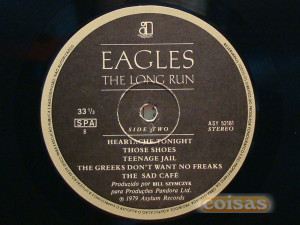 EAGLES
THE LONG RUN
33 1/3
SPA
8
ASY 52181
STEREO
SIDE TWO
HEARTACHE TONIGHT
THOSE SHOES
TEENAGE JAIL
THE GREEKS DON'T WANT NO FREAKS
THE SAD CAFÉ
Produzido por BILL SZYMCZYK
para Produções Pandora Ltd.
℗ 1979 Asylum Records
coisas